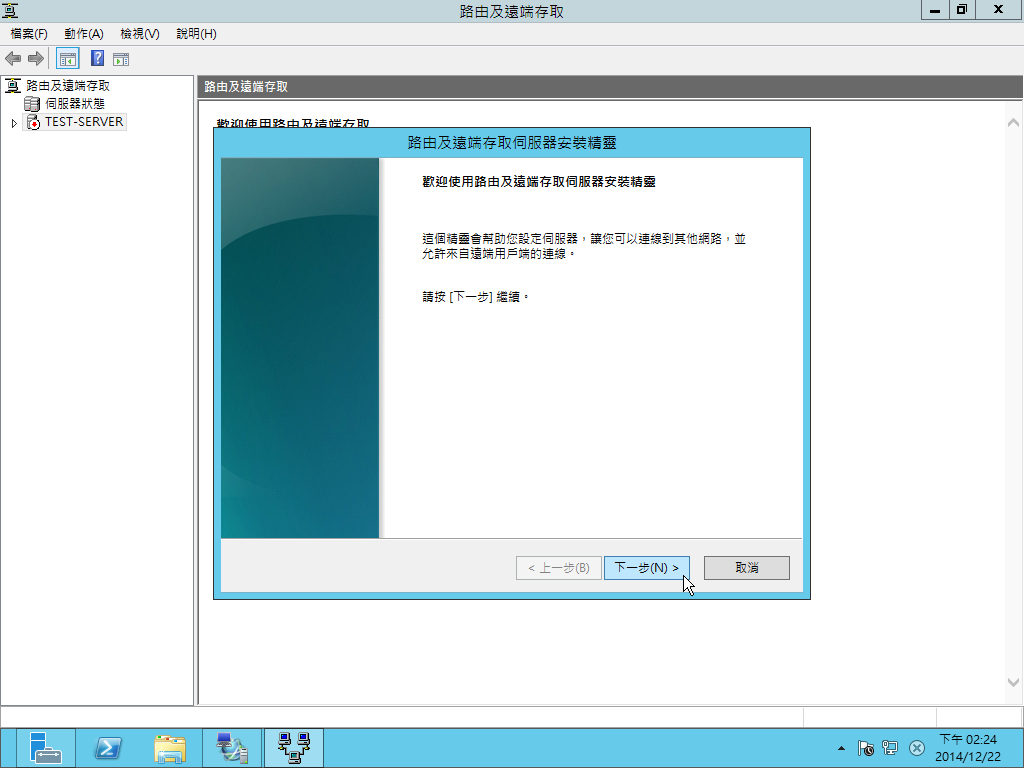 路由及遠端存取
檔案(F) 動作(A) 檢視(V) 說明(H)
路由及遠端存取
伺服器狀態
TEST-SERVER
路由及遠端存取
歡迎使用路由及遠端存取
路由及遠端存取伺服器安裝精靈
歡迎使用路由及遠端存取伺服器安裝精靈
這個精靈會幫助您設定伺服器，讓您可以連線到其他網路，並
允許來自遠端用戶端的連線。
請按 [下一步] 繼續。
< 上一步(B) 下一步(N) > 取消
下午 02:24
2014/12/22